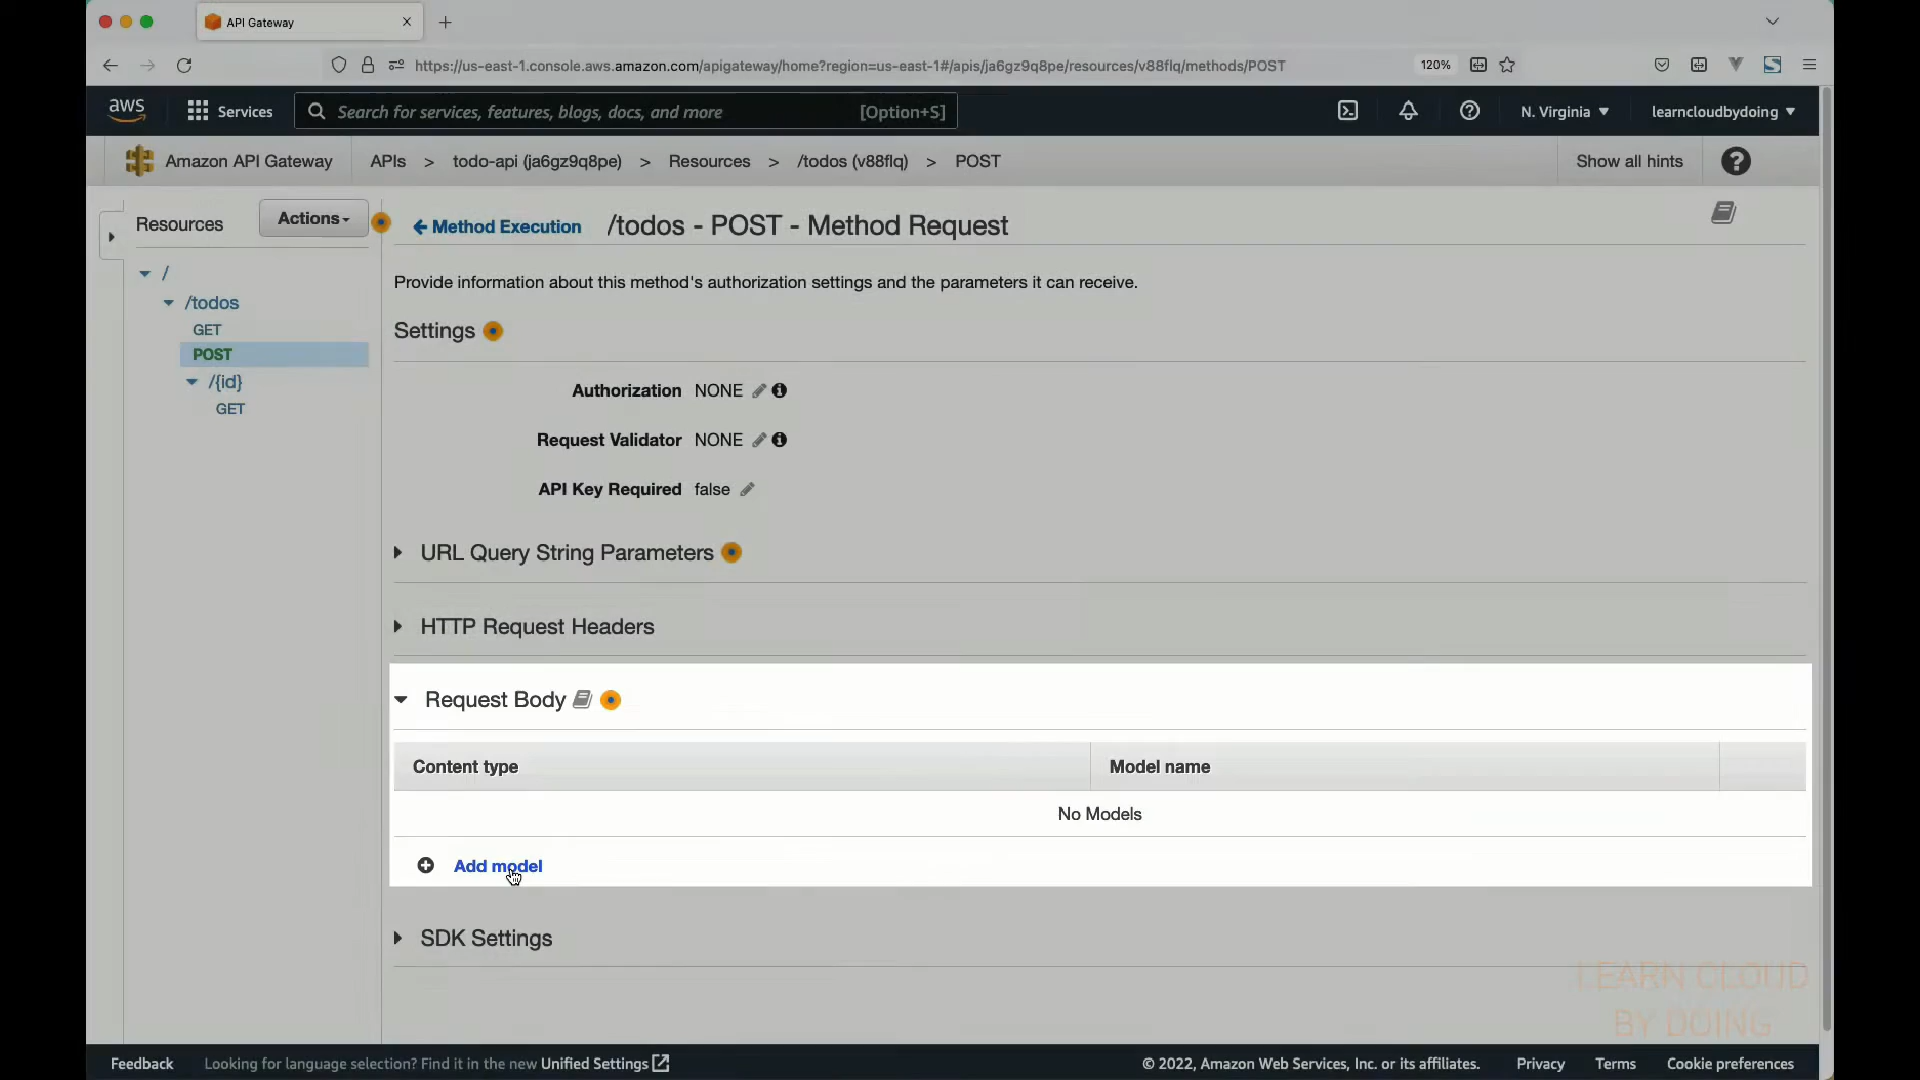 API Gateway
https://us-east-1.console.aws.amazon.com/apigateway/home?region=us-east-1#/apis/ja6gz9q8pe/resources/v88flq/methods/POST
120%
aws
Services
Search for services, features, blogs, docs, and more
[Option+S]
N. Virginia
learncloudbydoing
Amazon API Gateway
APIs > todo-api (ja6gz9q8pe) > Resources > /todos (v88flq) > POST
Show all hints
Resources
Actions
Method Execution
/todos - POST - Method Request
/
/todos
GET
POST
/{id}
GET
Provide information about this method's authorization settings and the parameters it can receive.
Settings
Authorization NONE
Request Validator NONE
API Key Required false
URL Query String Parameters
HTTP Request Headers
Request Body
Content type
Model name
No Models
Add model
SDK Settings
LEARN CLOUD
BY DOING
Feedback
Looking for language selection? Find it in the new Unified Settings
© 2022, Amazon Web Services, Inc. or its affiliates.
Privacy
Terms
Cookie preferences